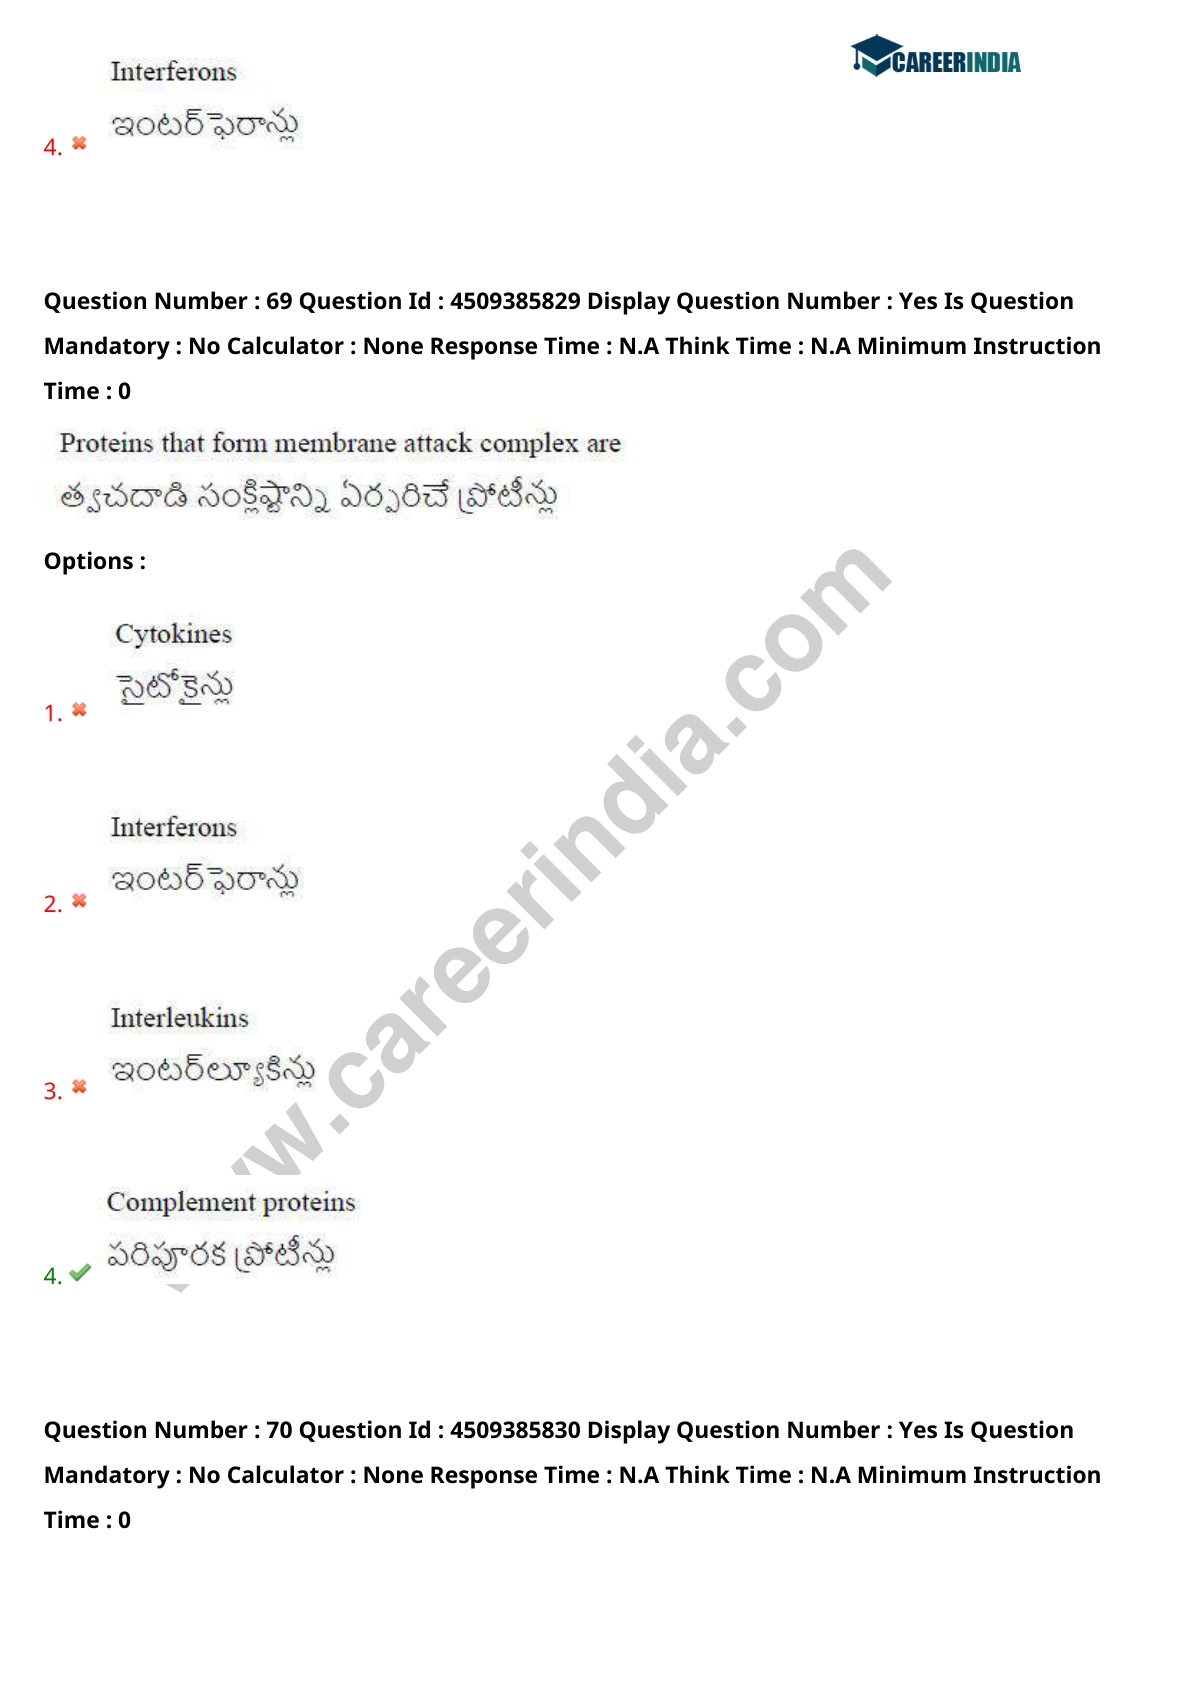 CAREERINDIA
Interferons
ఇంటర్‌ఫెరాన్లు
4.
Question Number : 69 Question Id : 4509385829 Display Question Number : Yes Is Question
Mandatory : No Calculator : None Response Time : N.A Think Time : N.A Minimum Instruction
Time : 0
Proteins that form membrane attack complex are
త్వచదాడి సంక్లిష్టాన్ని ఏర్పరిచే ప్రోటీన్లు
Options :
Cytokines
సైటోకైన్లు
1.
Interferons
ఇంటర్‌ఫెరాన్లు
2.
Interleukins
ఇంటర్‌ల్యూకిన్లు
3.
Complement proteins
పరిపూరక ప్రోటీన్లు
4.
w.careerindia.com
Question Number : 70 Question Id : 4509385830 Display Question Number : Yes Is Question
Mandatory : No Calculator : None Response Time : N.A Think Time : N.A Minimum Instruction
Time : 0